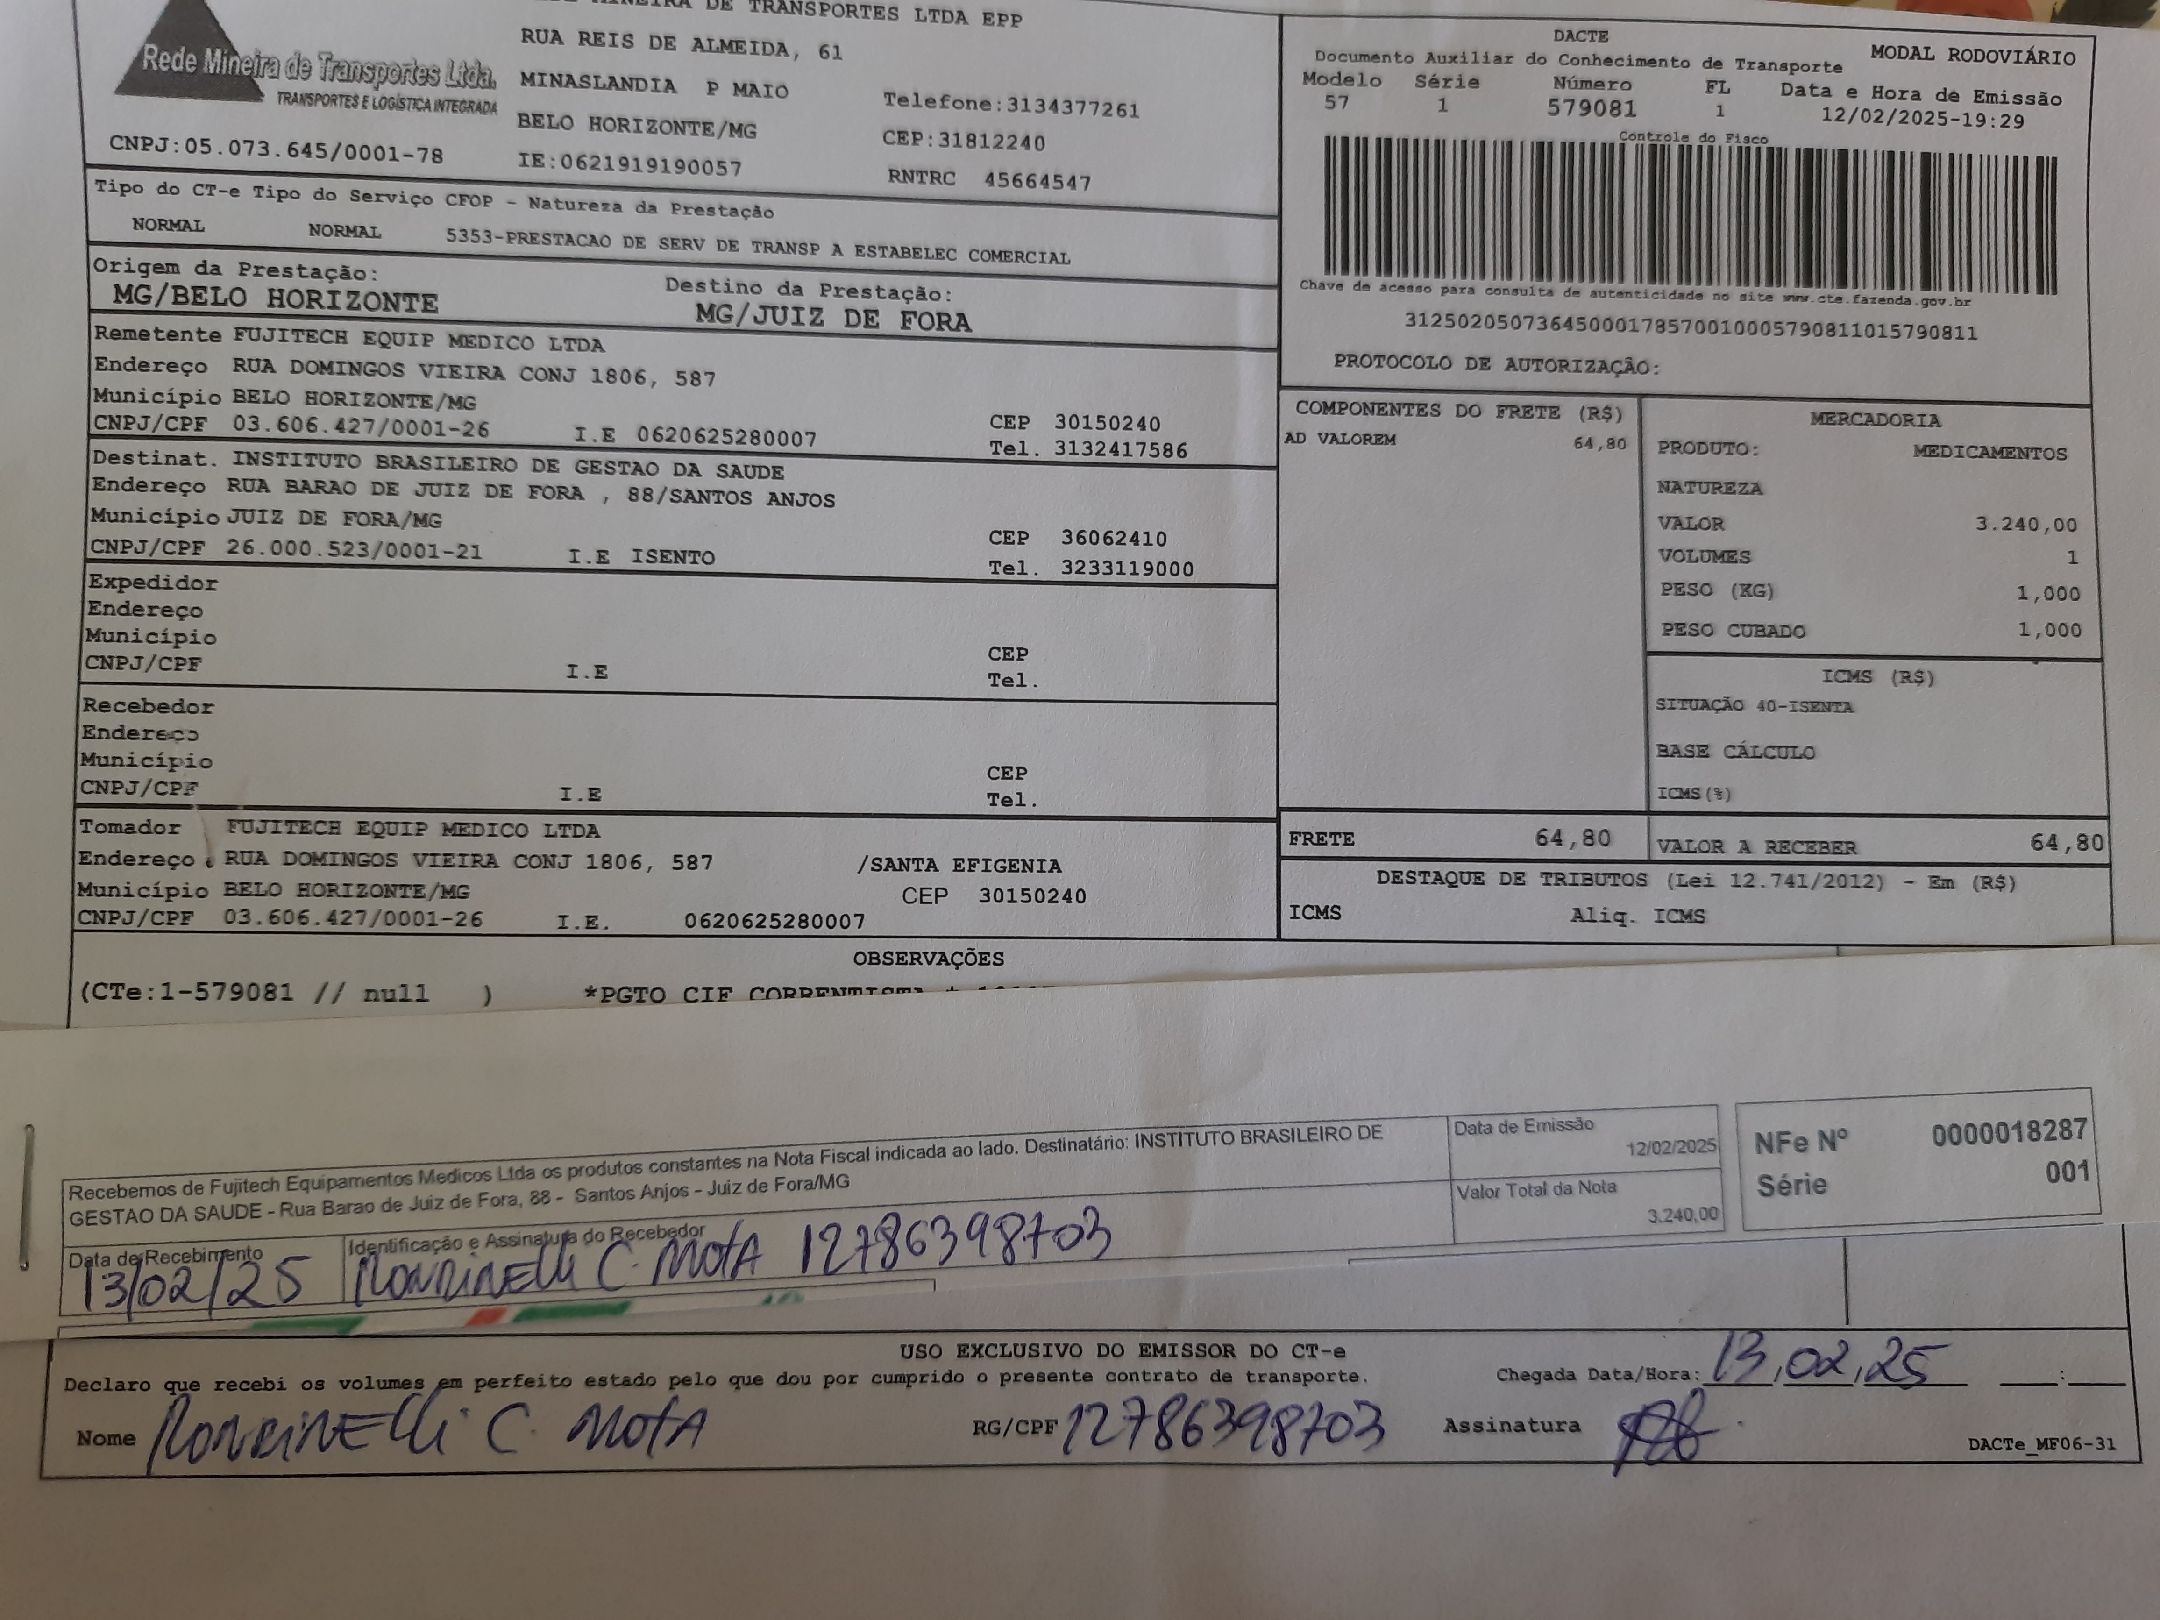 MINEIRA DE TRANSPORTES LTDA EPP
Rede Mineira de Transportes Ltda.
TRANSPORTES E LOGÍSTICA INTEGRADA
CNPJ:05.073.645/0001-78
RUA REIS DE ALMEIDA, 61
MINASLANDIA P MAIO
BELO HORIZONTE/MG
IE:0621919190057
Telefone:3134377261
CEP:31812240
RNTRC 45664547
DACTE
Documento Auxiliar do Conhecimento de Transporte
MODAL RODOVIÁRIO
Modelo Série Número FL Data e Hora de Emissão
57 1 579081 1 12/02/2025-19:29
Controle do Fisco
Chave de acesso para consulta de autenticidade no site www.cte.fazenda.gov.br
31250205073645000178570010005790811015790811
PROTOCOLO DE AUTORIZAÇÃO:
Tipo do CT-e Tipo do Serviço CFOP - Natureza da Prestação
NORMAL NORMAL 5353-PRESTACAO DE SERV DE TRANSP A ESTABELEC COMERCIAL
Origem da Prestação: Destino da Prestação:
MG/BELO HORIZONTE MG/JUIZ DE FORA
Remetente FUJITECH EQUIP MEDICO LTDA
Endereço RUA DOMINGOS VIEIRA CONJ 1806, 587
Município BELO HORIZONTE/MG CEP 30150240
CNPJ/CPF 03.606.427/0001-26 I.E 0620625280007 Tel. 3132417586
Destinat. INSTITUTO BRASILEIRO DE GESTAO DA SAUDE
Endereço RUA BARAO DE JUIZ DE FORA , 88/SANTOS ANJOS
Município JUIZ DE FORA/MG CEP 36062410
CNPJ/CPF 26.000.523/0001-21 I.E ISENTO Tel. 3233119000
Expedidor
Endereço
Município CEP
CNPJ/CPF I.E Tel.
Recebedor
Endereço
Município CEP
CNPJ/CPF I.E Tel.
Tomador FUJITECH EQUIP MEDICO LTDA
Endereço RUA DOMINGOS VIEIRA CONJ 1806, 587 /SANTA EFIGENIA
Município BELO HORIZONTE/MG CEP 30150240
CNPJ/CPF 03.606.427/0001-26 I.E. 0620625280007
COMPONENTES DO FRETE (R$)
AD VALOREM 64,80
MERCADORIA
PRODUTO: MEDICAMENTOS
NATUREZA
VALOR 3.240,00
VOLUMES 1
PESO (KG) 1,000
PESO CUBADO 1,000
ICMS (R$)
SITUAÇÃO 40-ISENTA
BASE CÁLCULO
ICMS(%)
FRETE 64,80 VALOR A RECEBER 64,80
DESTAQUE DE TRIBUTOS (Lei 12.741/2012) - Em (R$)
ICMS Aliq. ICMS
OBSERVAÇÕES
(CTe:1-579081 // null ) *PGTO CIF CORRENTISTA *
Recebemos de Fujitech Equipamentos Medicos Ltda os produtos constantes na Nota Fiscal indicada ao lado. Destinatário: INSTITUTO BRASILEIRO DE
GESTAO DA SAUDE - Rua Barao de Juiz de Fora, 88 - Santos Anjos - Juiz de Fora/MG
Data de Emissão
12/02/2025
Valor Total da Nota
3.240,00
NFe Nº 0000018287
Série 001
Data de Recebimento Identificação e Assinatura do Recebedor
13/02/25 RONDINELLI C. MOTA 12786398703
USO EXCLUSIVO DO EMISSOR DO CT-e
Declaro que recebi os volumes em perfeito estado pelo que dou por cumprido o presente contrato de transporte. Chegada Data/Hora: 13,02,25 :
Nome RONDINELLI C. MOTA RG/CPF 12786398703 Assinatura
DACTe_MF06-31